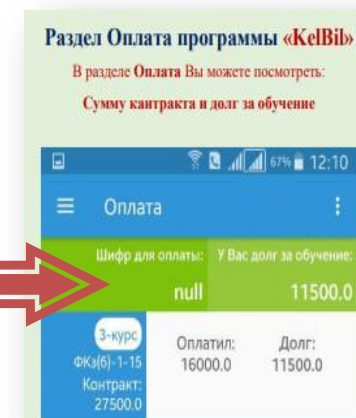 Раздел Оплата программы «KelBil»
В разделе Оплата Вы можете посмотреть:
Сумму кантракта и долг за обучение
67% 12:10
Оплата
Шифр для оплаты: У Вас долг за обучение:
null 11500.0
3-курс
ФКз(б)-1-15
Контракт:
27500.0
Оплатил: Долг:
16000.0 11500.0